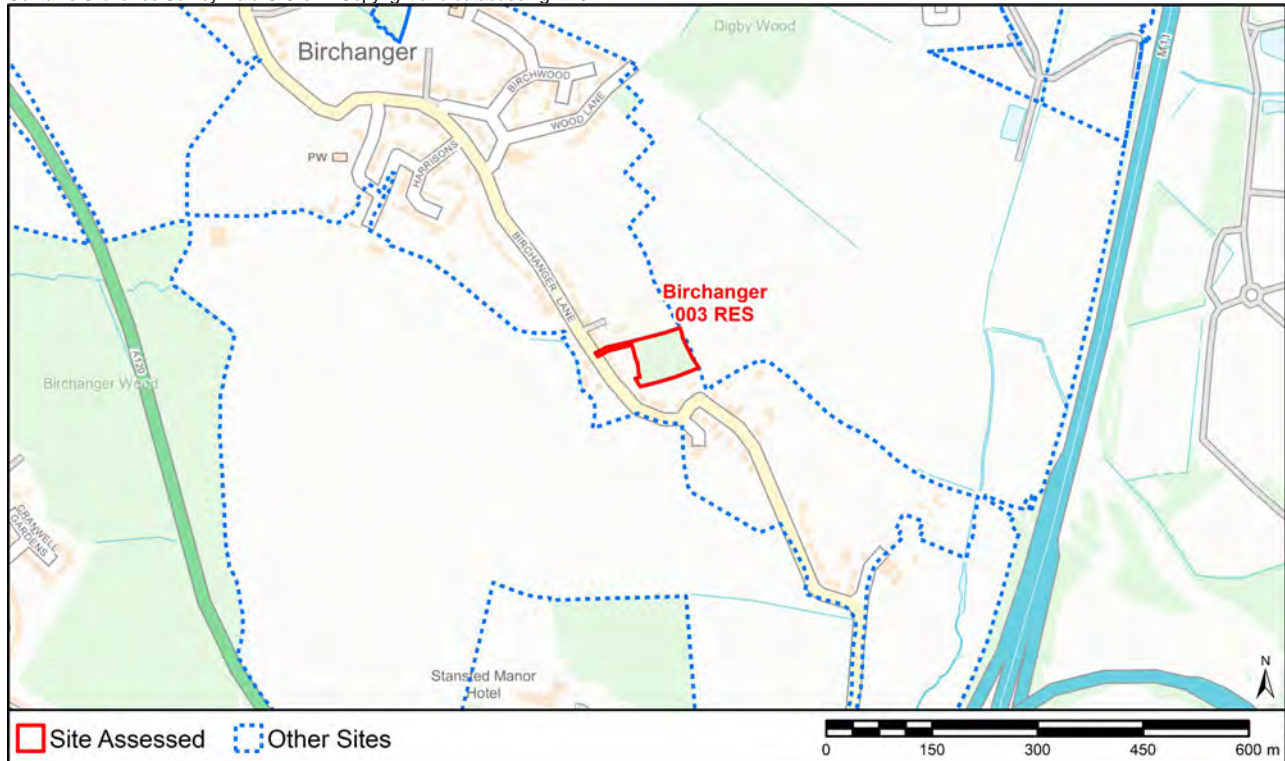 Birchanger
Digby Wood
M11
BIRCHWOOD
WOOD LANE
PW
HARRISONS
BIRCHANGER LANE
Birchanger
003 RES
A120
Birchanger Wood
CRANWELL
GARDENS
Stansted Manor
Hotel
N
Site Assessed
Other Sites
0 150 300 450 600 m